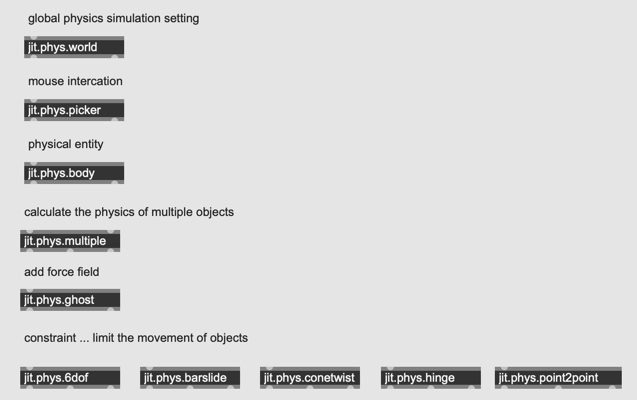 global physics simulation setting
jit.phys.world
mouse intercation
jit.phys.picker
physical entity
jit.phys.body
calculate the physics of multiple objects
jit.phys.multiple
add force field
jit.phys.ghost
constraint ... limit the movement of objects
jit.phys.6dof jit.phys.barslide jit.phys.conetwist jit.phys.hinge jit.phys.point2point